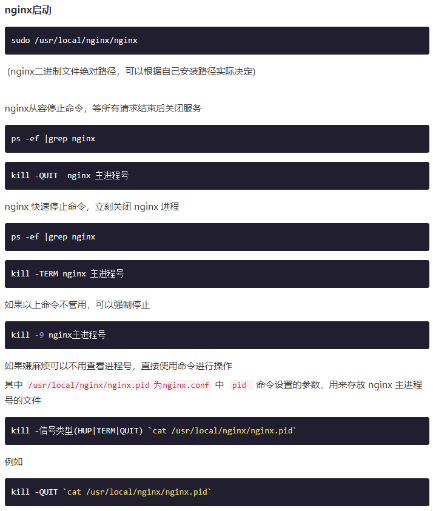 nginx启动
sudo /usr/local/nginx/nginx
(nginx二进制文件绝对路径，可以根据自己安装路径实际决定)
nginx从容停止命令，等所有请求结束后关闭服务
ps -ef |grep nginx
kill -QUIT  nginx 主进程号
nginx 快速停止命令，立刻关闭 nginx 进程
ps -ef |grep nginx
kill -TERM nginx 主进程号
如果以上命令不管用，可以强制停止
kill -9 nginx主进程号
如果嫌麻烦可以不用查看进程号，直接使用命令进行操作
其中 /usr/local/nginx/nginx.pid 为nginx.conf 中 pid 命令设置的参数，用来存放 nginx 主进程
号的文件
kill -信号类型(HUP|TERM|QUIT) `cat /usr/local/nginx/nginx.pid`
例如
kill -QUIT `cat /usr/local/nginx/nginx.pid`